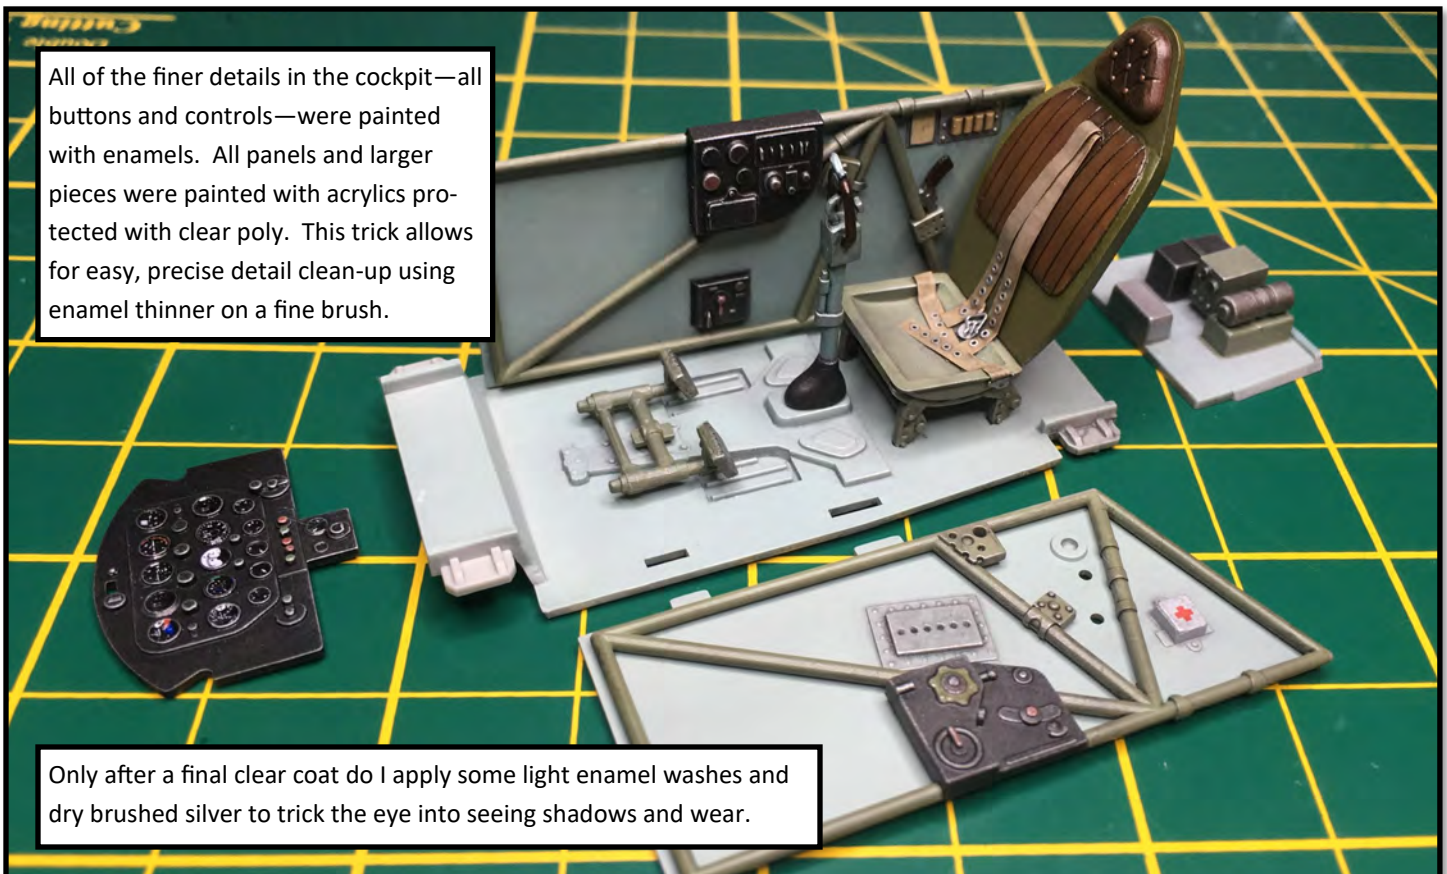 Cutting
Double
All of the finer details in the cockpit—all
buttons and controls—were painted
with enamels.  All panels and larger
pieces were painted with acrylics pro-
tected with clear poly.  This trick allows
for easy, precise detail clean-up using
enamel thinner on a fine brush.
Only after a final clear coat do I apply some light enamel washes and
dry brushed silver to trick the eye into seeing shadows and wear.